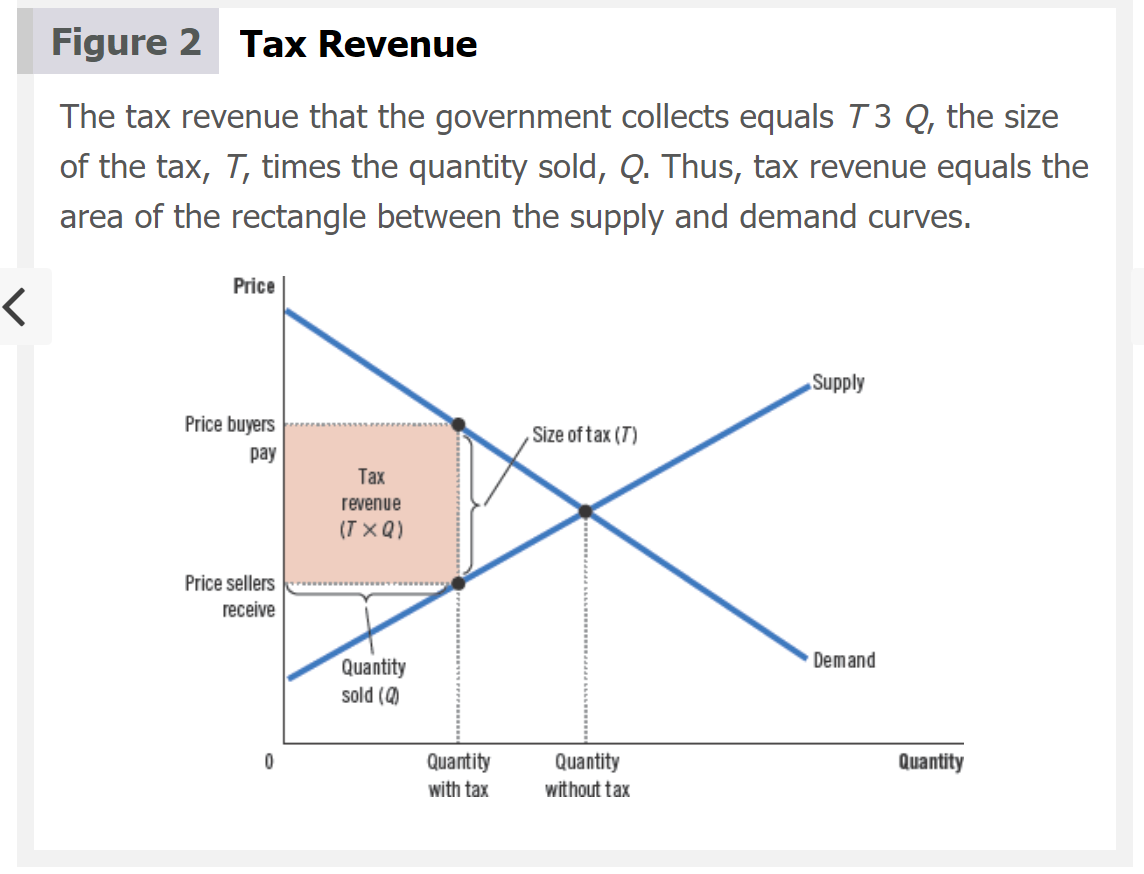 Figure 2 Tax Revenue
The tax revenue that the government collects equals T 3 Q, the size
of the tax, T, times the quantity sold, Q. Thus, tax revenue equals the
area of the rectangle between the supply and demand curves.
Price
Supply
Price buyers
pay
Size of tax (T)
Tax
revenue
(T × Q)
Price sellers
receive
Quantity
sold (Q)
Demand
0
Quantity
with tax
Quantity
without tax
Quantity